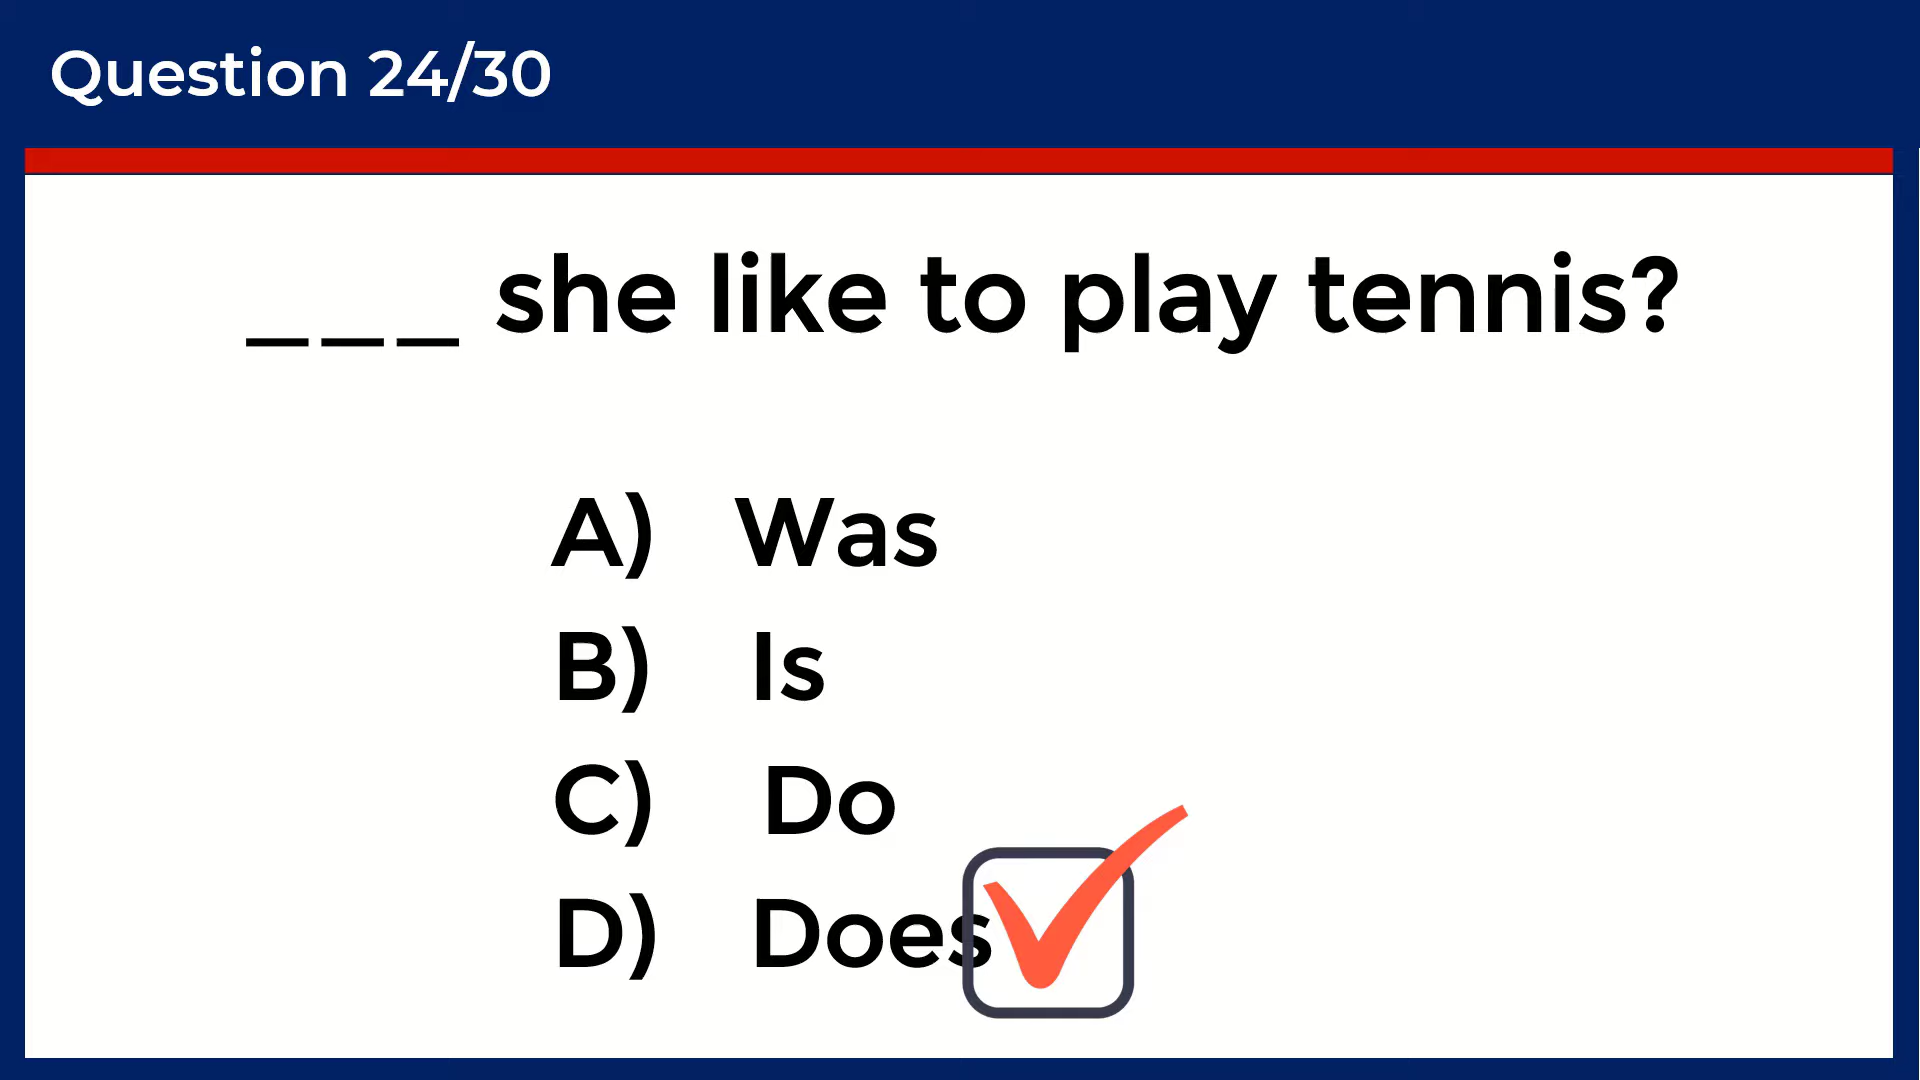 Question 24/30
___ she like to play tennis?
A) Was
B) Is
C) Do
D) Does